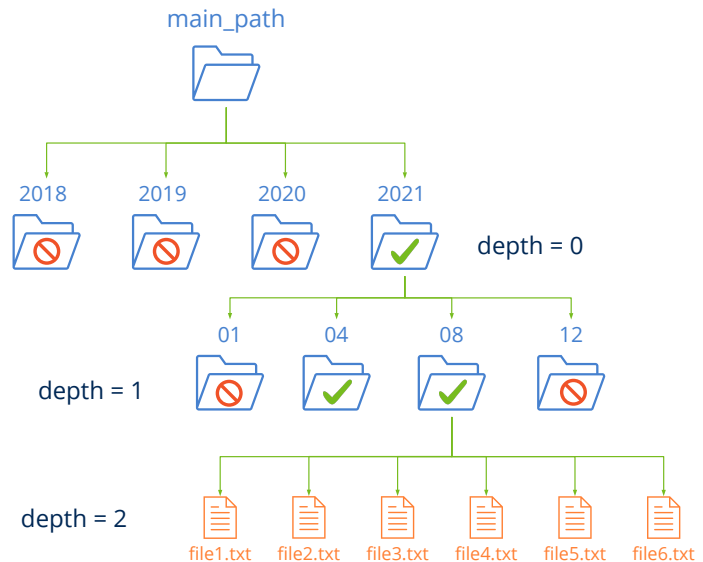 main_path
2018 2019 2020 2021
depth = 0
01 04 08 12
depth = 1
depth = 2
file1.txt file2.txt file3.txt file4.txt file5.txt file6.txt